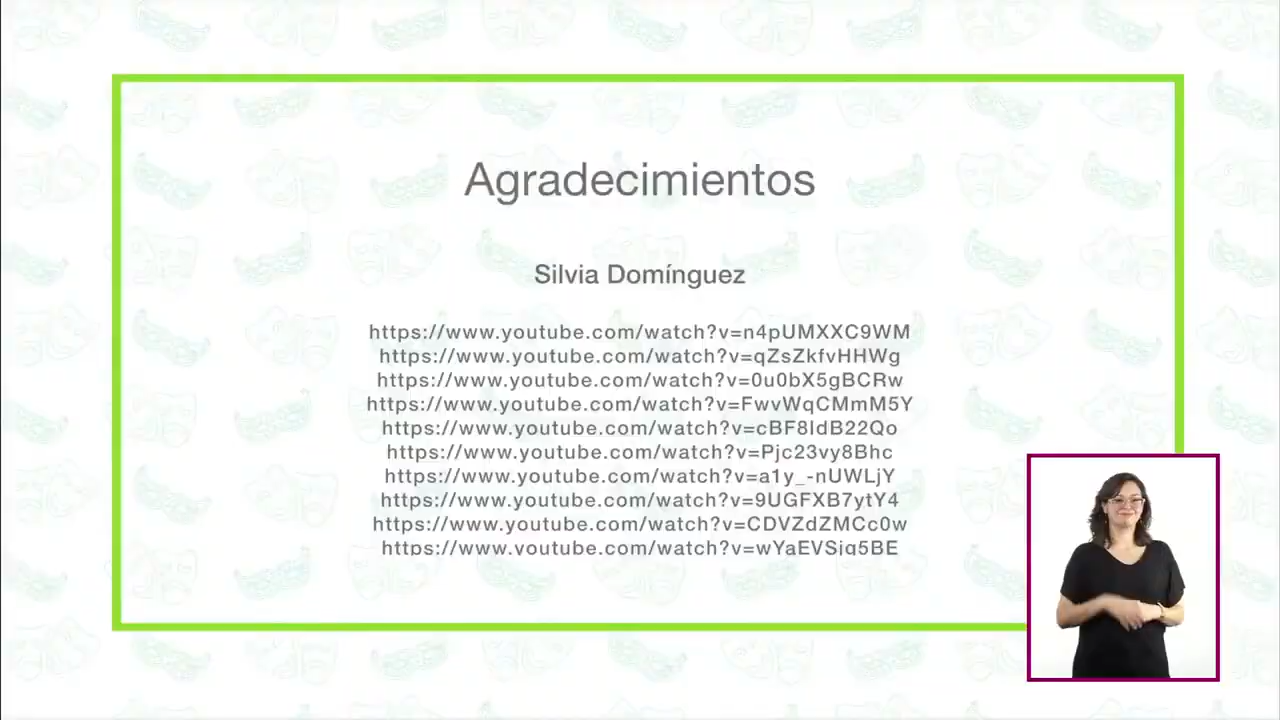 Agradecimientos
Silvia Domínguez
https://www.youtube.com/watch?v=n4pUMXXC9WM
https://www.youtube.com/watch?v=qZsZkfvHHWg
https://www.youtube.com/watch?v=0u0bX5gBCRw
https://www.youtube.com/watch?v=FwvWqCMmM5Y
https://www.youtube.com/watch?v=cBF8IdB22Qo
https://www.youtube.com/watch?v=Pjc23vy8Bhc
https://www.youtube.com/watch?v=a1y_-nUWLjY
https://www.youtube.com/watch?v=9UGFXB7ytY4
https://www.youtube.com/watch?v=CDVZdZMCc0w
https://www.youtube.com/watch?v=wYaEVSjq5BE